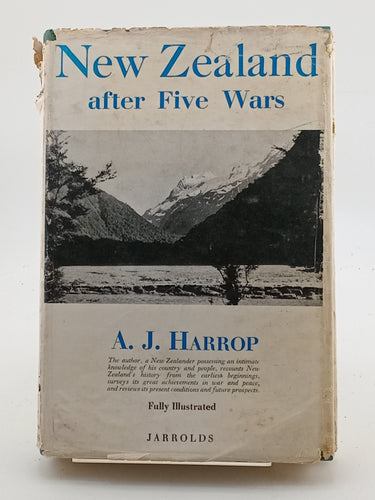 New Zealand
after Five Wars
A. J. HARROP
The author, a New Zealander possessing an intimate
knowledge of his country and people, recounts New
Zealand's history from the earliest beginnings,
surveys its great achievements in war and peace,
and reviews its present conditions and future prospects.
Fully Illustrated
JARROLDS